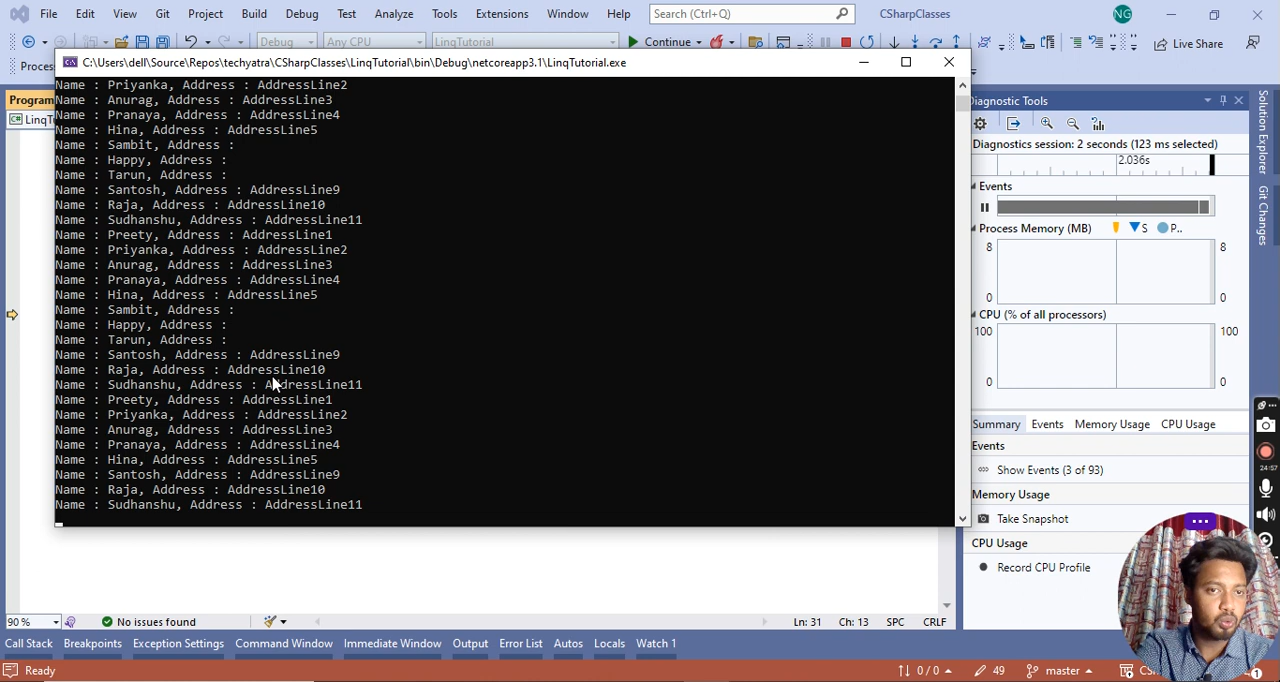 File Edit View Git Project Build Debug Test Analyze Tools Extensions Window Help Search (Ctrl+Q) CSharpClasses NG
Debug Any CPU LinqTutorial Continue Live Share
Proces
C:\Users\dell\Source\Repos\techyatra\CSharpClasses\LinqTutorial\bin\Debug\netcoreapp3.1\LinqTutorial.exe
Program
LinqTu
Name : Priyanka, Address : AddressLine2
Name : Anurag, Address : AddressLine3
Name : Pranaya, Address : AddressLine4
Name : Hina, Address : AddressLine5
Name : Sambit, Address :
Name : Happy, Address :
Name : Tarun, Address :
Name : Santosh, Address : AddressLine9
Name : Raja, Address : AddressLine10
Name : Sudhanshu, Address : AddressLine11
Name : Preety, Address : AddressLine1
Name : Priyanka, Address : AddressLine2
Name : Anurag, Address : AddressLine3
Name : Pranaya, Address : AddressLine4
Name : Hina, Address : AddressLine5
Name : Sambit, Address :
Name : Happy, Address :
Name : Tarun, Address :
Name : Santosh, Address : AddressLine9
Name : Raja, Address : AddressLine10
Name : Sudhanshu, Address : AddressLine11
Name : Preety, Address : AddressLine1
Name : Priyanka, Address : AddressLine2
Name : Anurag, Address : AddressLine3
Name : Pranaya, Address : AddressLine4
Name : Hina, Address : AddressLine5
Name : Santosh, Address : AddressLine9
Name : Raja, Address : AddressLine10
Name : Sudhanshu, Address : AddressLine11
Diagnostic Tools
Diagnostics session: 2 seconds (123 ms selected)
2.036s
Events
Process Memory (MB) S P..
8 8
0 0
CPU (% of all processors)
100 100
0 0
Summary Events Memory Usage CPU Usage
Events
Show Events (3 of 93)
Memory Usage
Take Snapshot
CPU Usage
Record CPU Profile
Solution Explorer
Git Changes
24:57
90 % No issues found Ln: 31 Ch: 13 SPC CRLF
Call Stack Breakpoints Exception Settings Command Window Immediate Window Output Error List Autos Locals Watch 1
Ready 0 / 0 49 master CS 1